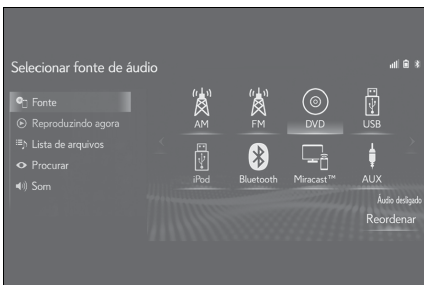 Selecionar fonte de áudio
Fonte
Reproduzindo agora
Lista de arquivos
Procurar
Som
AM
FM
DVD
USB
iPod
Bluetooth
Miracast™
AUX
Áudio desligado
Reordenar